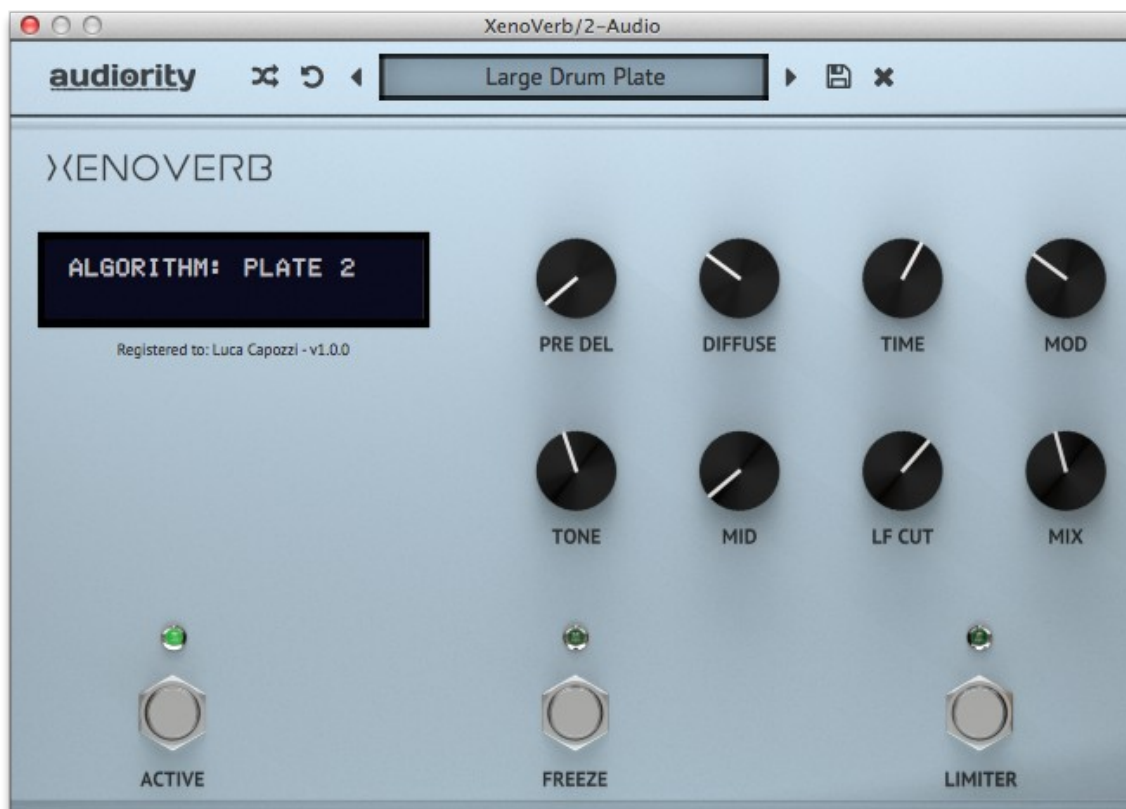 XenoVerb/2-Audio
audiority
Large Drum Plate
XENOVERB
ALGORITHM: PLATE 2
Registered to: Luca Capozzi - v1.0.0
PRE DEL DIFFUSE TIME MOD
TONE MID LF CUT MIX
ACTIVE FREEZE LIMITER